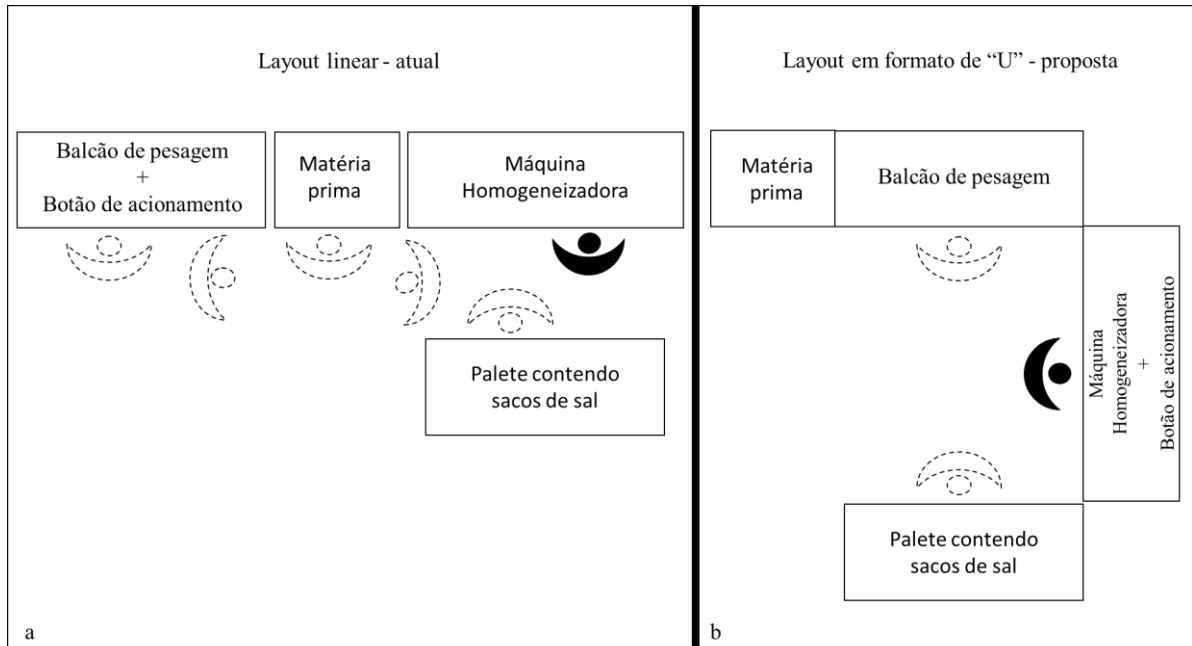 Layout linear - atual
Balcão de pesagem
+
Botão de acionamento
Matéria
prima
Máquina
Homogeneizadora
Palete contendo
sacos de sal
a
Layout em formato de “U” - proposta
Matéria
prima
Balcão de pesagem
Máquina
Homogeneizadora
+
Botão de acionamento
Palete contendo
sacos de sal
b